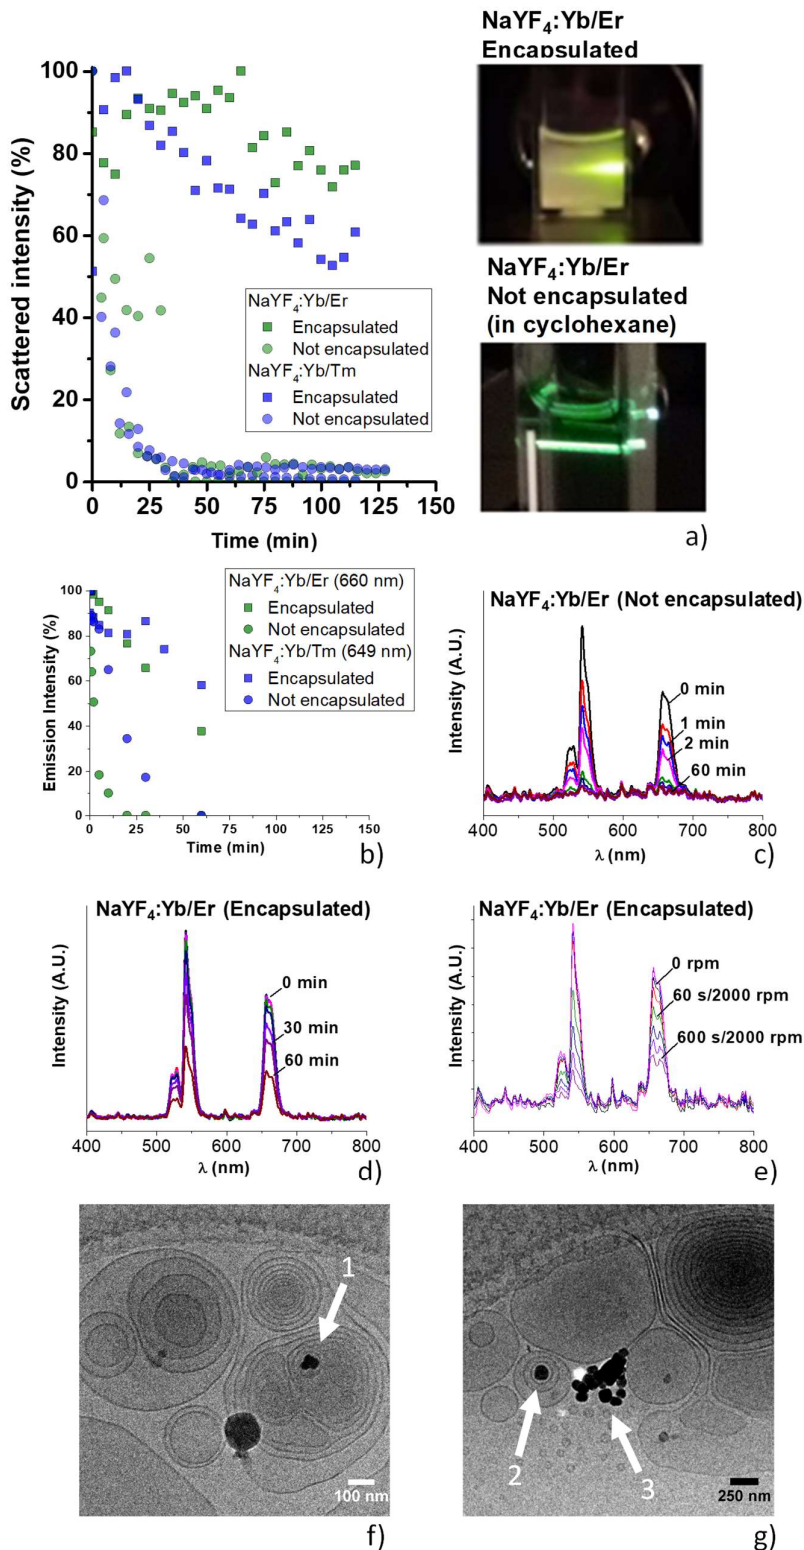 NaYF4:Yb/Er
Encapsulated
NaYF4:Yb/Er
Not encapsulated
(in cyclohexane)
Scattered intensity (%)
100
80
60
40
20
0
NaYF4:Yb/Er
Encapsulated
Not encapsulated
NaYF4:Yb/Tm
Encapsulated
Not encapsulated
0 25 50 75 100 125 150
Time (min)
a)
Emission Intensity (%)
100
80
60
40
20
0
NaYF4:Yb/Er (660 nm)
Encapsulated
Not encapsulated
NaYF4:Yb/Tm (649 nm)
Encapsulated
Not encapsulated
0 25 50 75 100 125 150
Time (min)
b)
NaYF4:Yb/Er (Not encapsulated)
Intensity (A.U.)
0 min
1 min
2 min
60 min
400 500 600 700 800
λ (nm)
c)
NaYF4:Yb/Er (Encapsulated)
Intensity (A.U.)
0 min
30 min
60 min
400 500 600 700 800
λ (nm)
d)
NaYF4:Yb/Er (Encapsulated)
Intensity (A.U.)
0 rpm
60 s/2000 rpm
600 s/2000 rpm
400 500 600 700 800
λ (nm)
e)
1
100 nm
f)
2
3
250 nm
g)